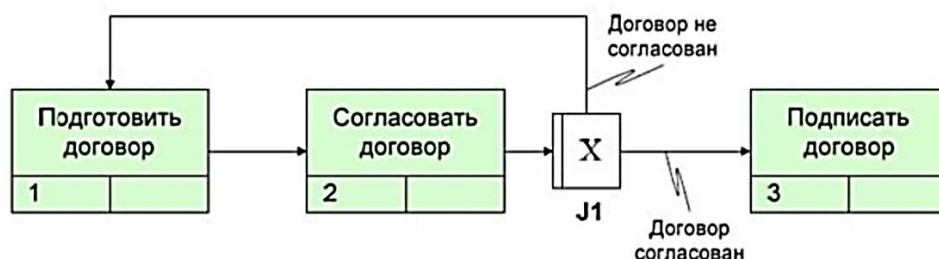 Договор не
согласован
Подготовить
договор
1
Согласовать
договор
2
X
J1
Подписать
договор
3
Договор
согласован